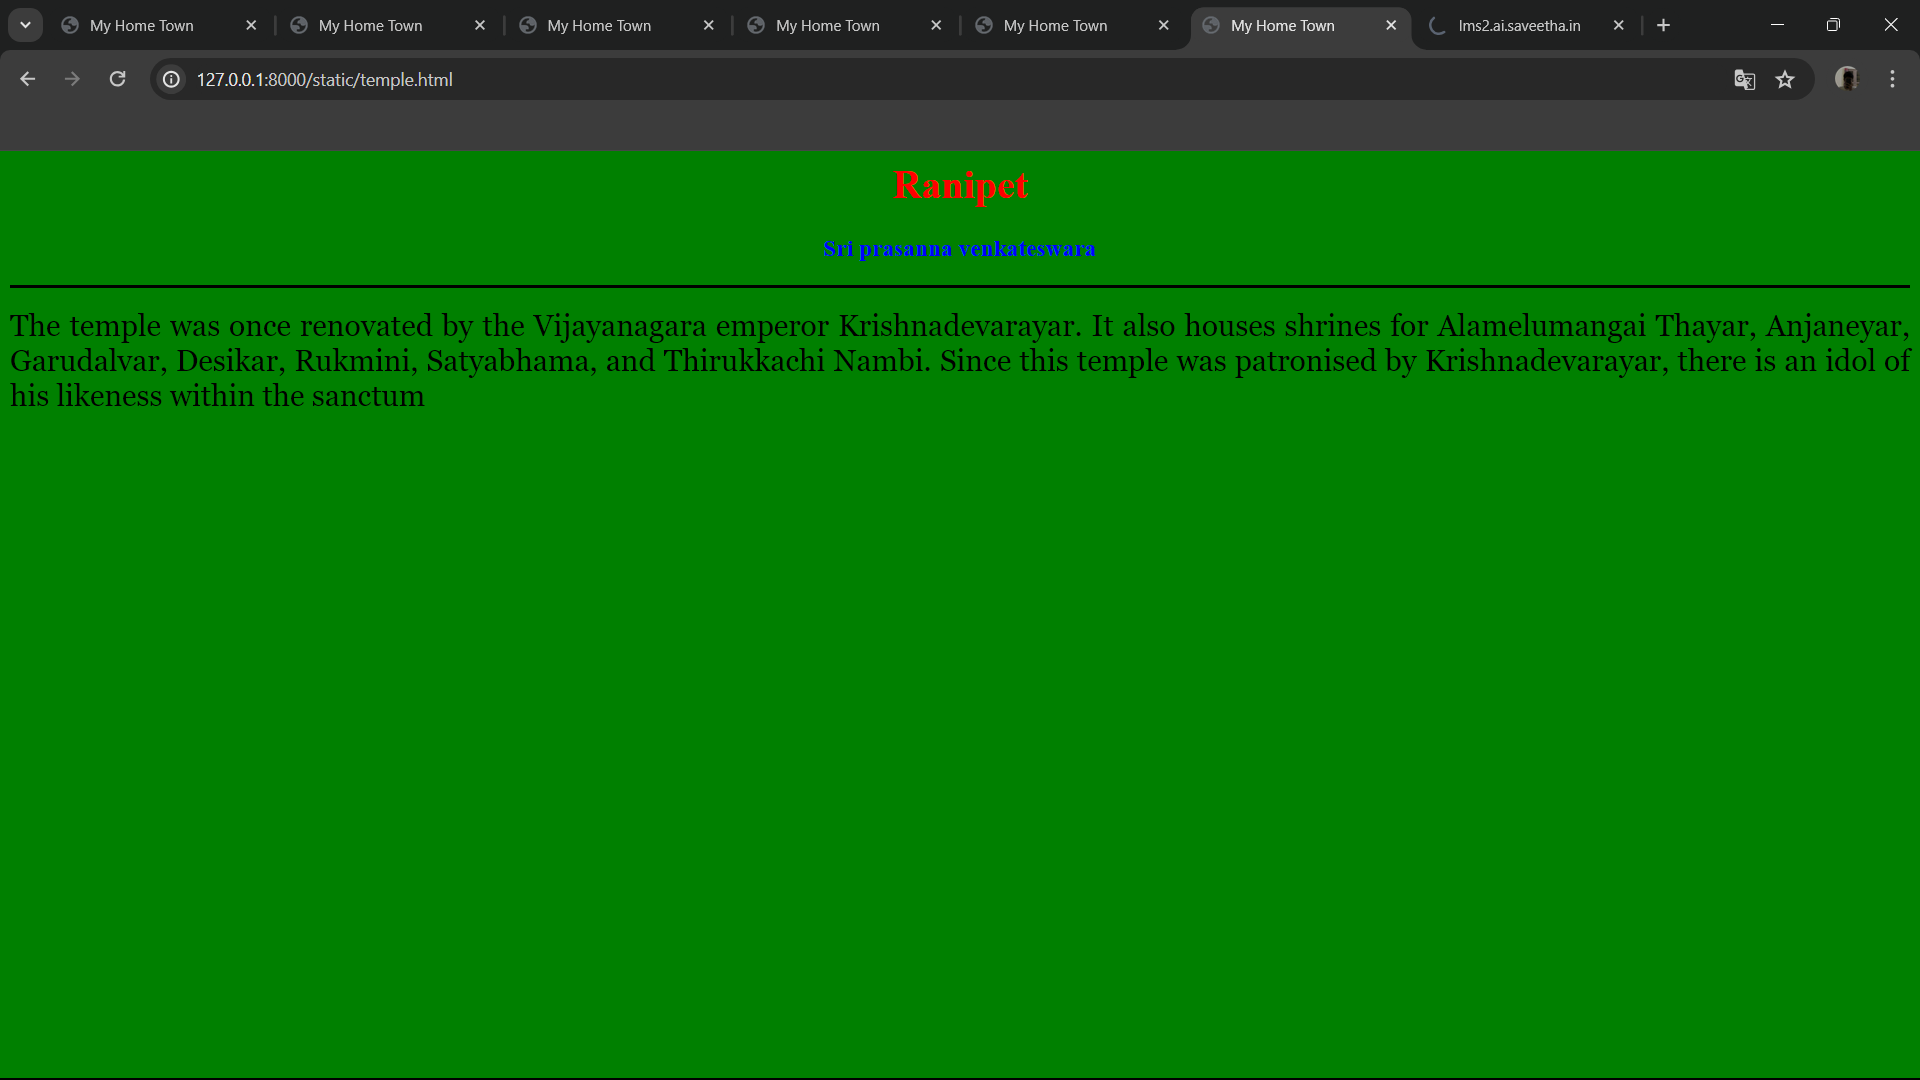 My Home Town
My Home Town
My Home Town
My Home Town
My Home Town
My Home Town
lms2.ai.saveetha.in
127.0.0.1:8000/static/temple.html
Ranipet
Sri prasanna venkateswara
The temple was once renovated by the Vijayanagara emperor Krishnadevarayar. It also houses shrines for Alamelumangai Thayar, Anjaneyar,
Garudalvar, Desikar, Rukmini, Satyabhama, and Thirukkachi Nambi. Since this temple was patronised by Krishnadevarayar, there is an idol of
his likeness within the sanctum